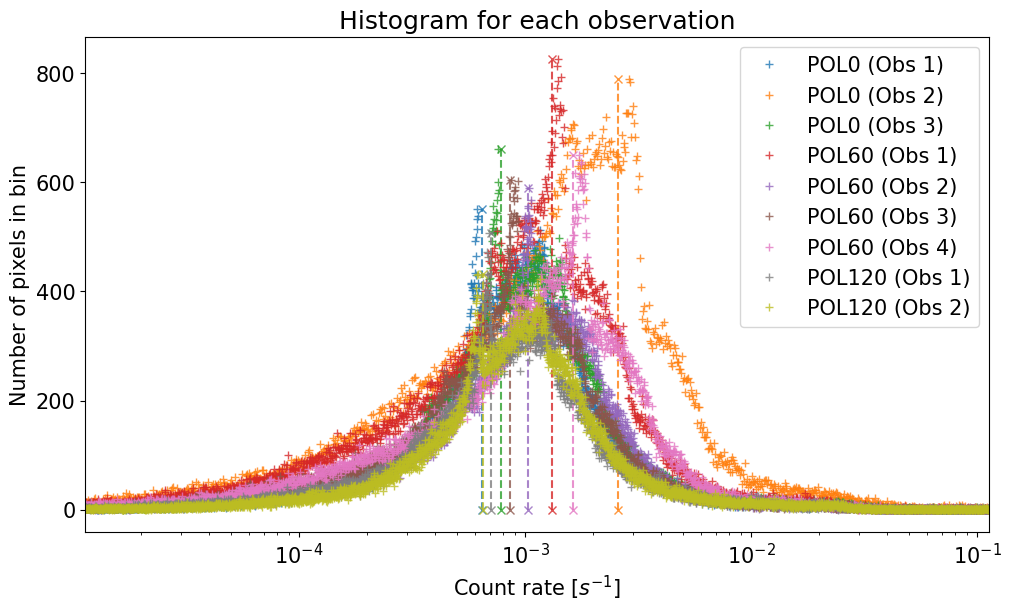 Histogram for each observation
Number of pixels in bin
800
600
400
200
0
POL0 (Obs 1)
POL0 (Obs 2)
POL0 (Obs 3)
POL60 (Obs 1)
POL60 (Obs 2)
POL60 (Obs 3)
POL60 (Obs 4)
POL120 (Obs 1)
POL120 (Obs 2)
10⁻⁴ 10⁻³ 10⁻² 10⁻¹
Count rate [s⁻¹]